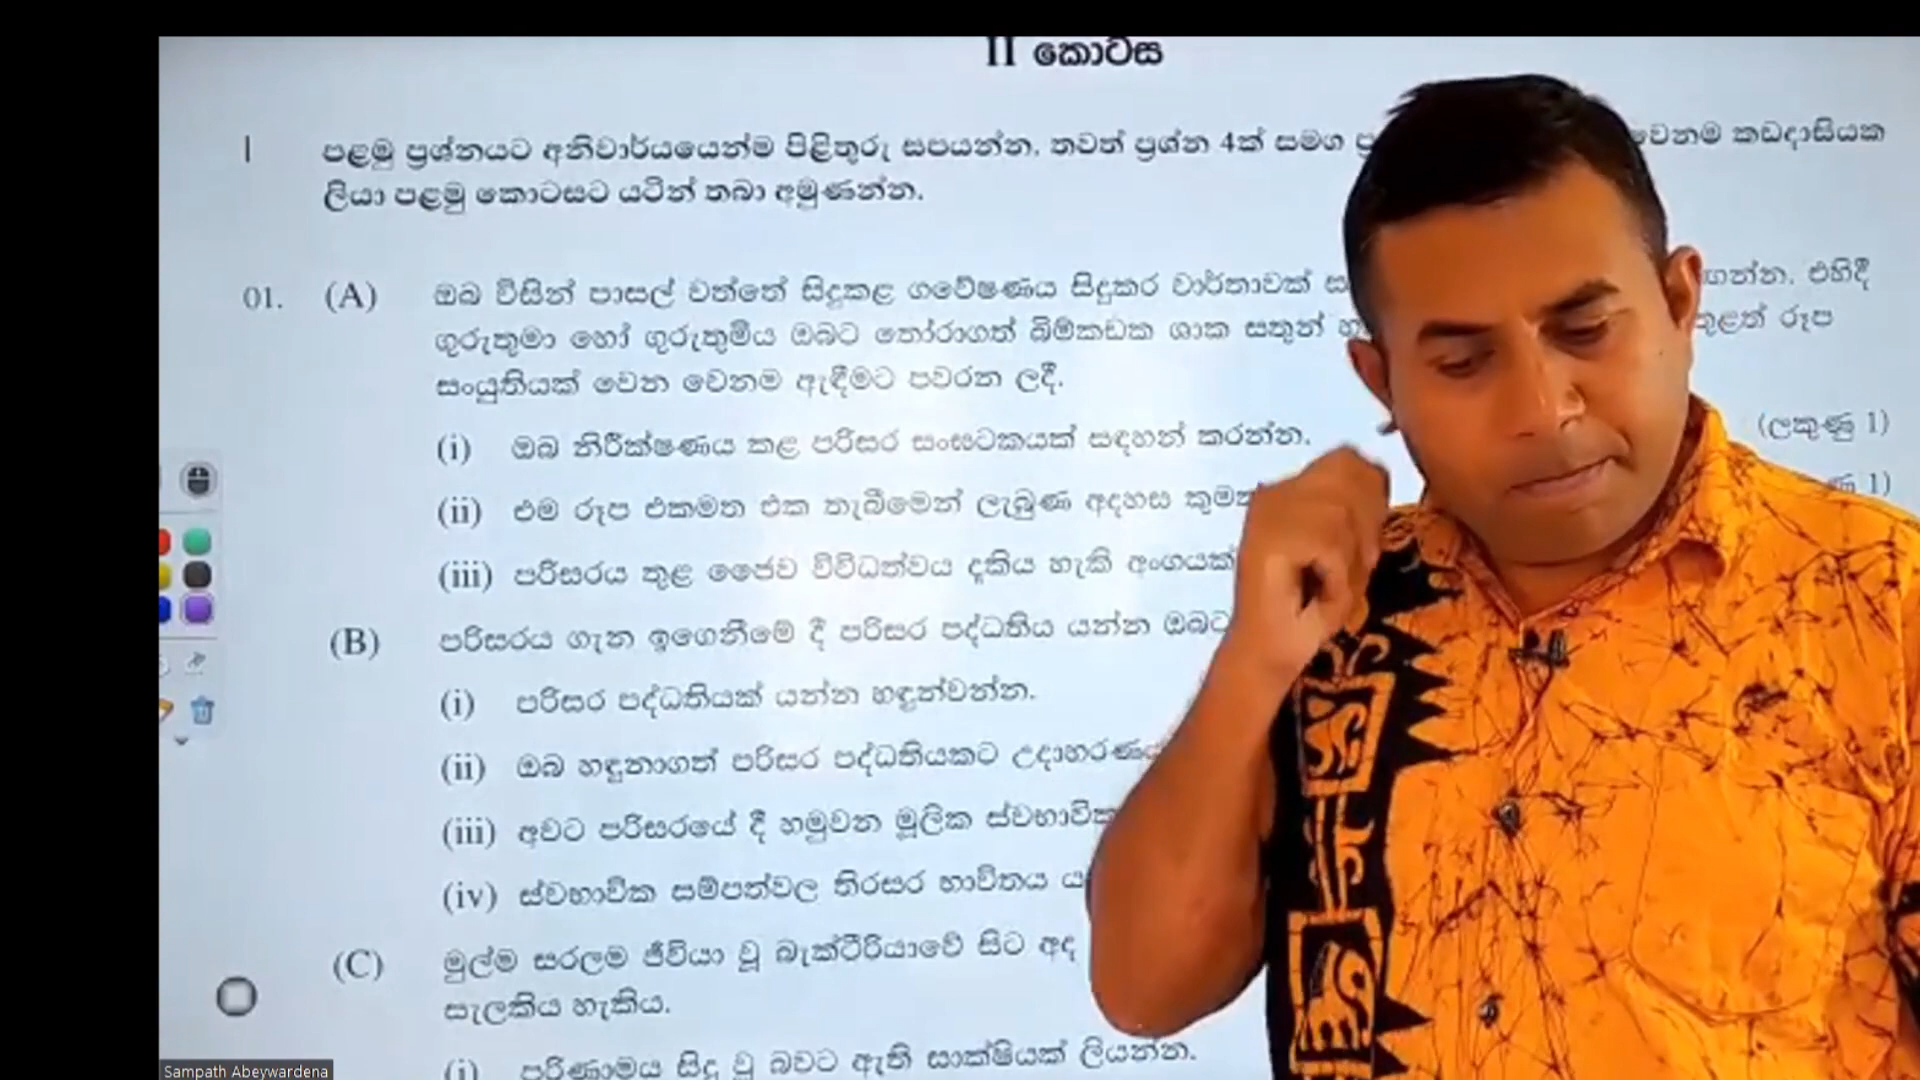 II කොටස
පළමු ප්‍රශ්නයට අනිවාර්යයෙන්ම පිළිතුරු සපයන්න. තවත් ප්‍රශ්න 4ක් සමග වෙනම කඩදාසියක
ලියා පළමු කොටසට යටින් තබා අමුණන්න.
01. (A) ඔබ විසින් පාසල් වත්තේ සිදුකළ ගවේෂණය සිදුකර වාර්තාවක් ගන්න. එහිදී
ගුරුතුමා හෝ ගුරුතුමිය ඔබට තෝරාගත් බිම්කඩක ශාක සතුන් රූප
සංයුතියක් වෙන වෙනම ඇඳීමට පවරන ලදී.
(i) ඔබ නිරීක්ෂණය කළ පරිසර සංඝටකයක් සඳහන් කරන්න. (ලකුණු 1)
(ii) එම රූප එකමත එක තැබීමෙන් ලැබුණ අදහස 1)
(iii) පරිසරය තුළ ජෛව විවිධත්වය දැකිය හැකි අංගයක්
(B) පරිසරය ගැන ඉගෙනීමේ දී පරිසර පද්ධතිය යන්න ඔබට
(i) පරිසර පද්ධතියක් යන්න හඳුන්වන්න.
(ii) ඔබ හඳුනාගත් පරිසර පද්ධතියකට
(iii) අවට පරිසරයේ දී හමුවන මූලික
(iv) ස්වභාවික සම්පත්වල තිරසර භාවිතය
(C) මුල්ම සරලම ජීවියා වූ බැක්ටීරියාවේ සිට අද
සැලකිය හැකිය.
(i) පරිණාමය සිදු වූ බවට ඇති සාක්ෂියක් ලියන්න.
Sampath Abeywardena